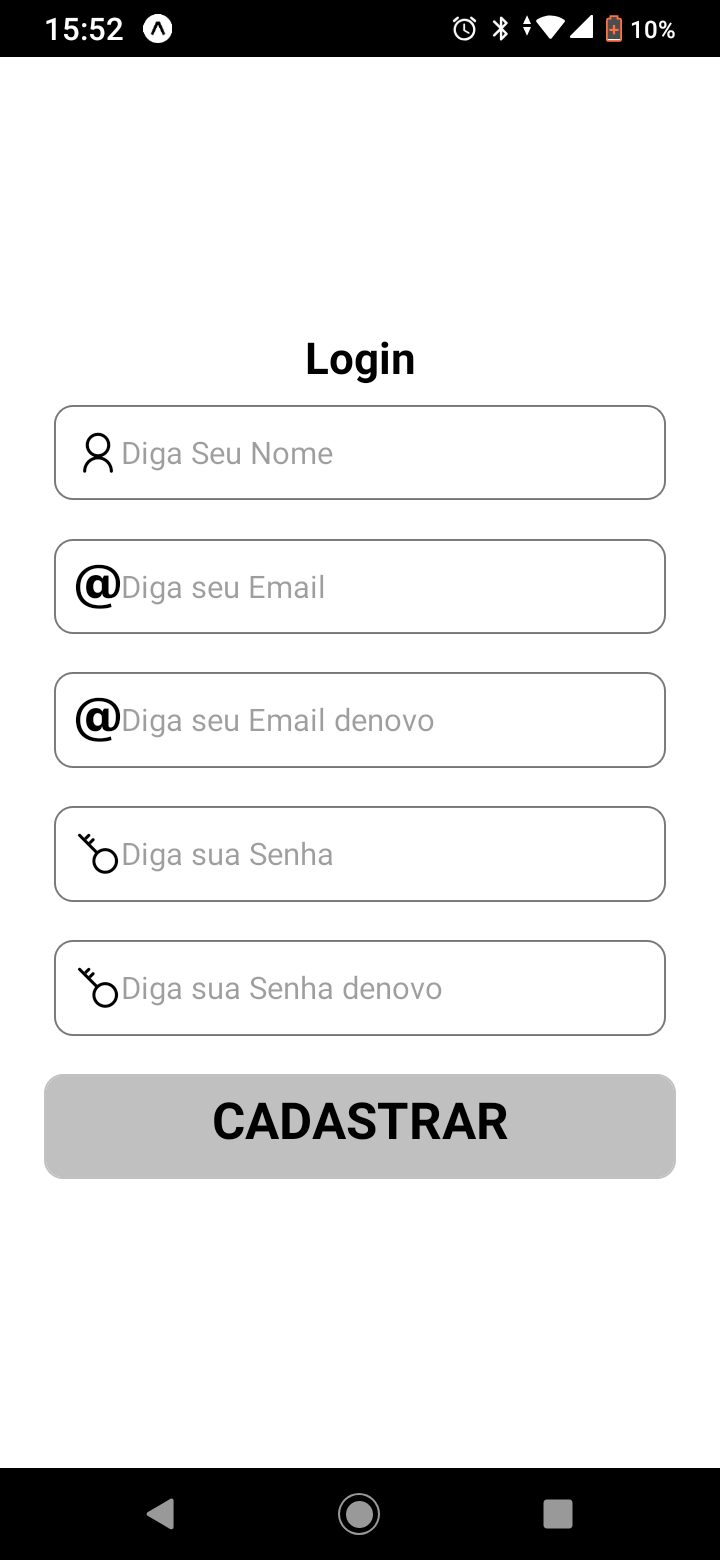 15:52 10%
Login
Diga Seu Nome
@ Diga seu Email
@ Diga seu Email denovo
Diga sua Senha
Diga sua Senha denovo
CADASTRAR